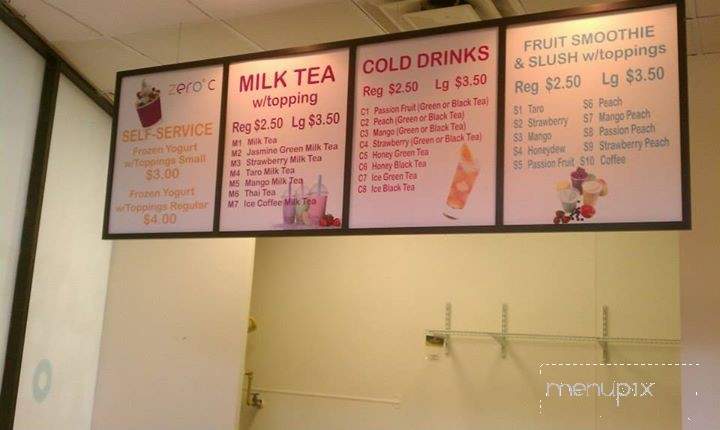 zero°c
SELF-SERVICE
Frozen Yogurt
w/Toppings Small
$3.00
Frozen Yogurt
w/Toppings Regular
$4.00
MILK TEA
w/topping
Reg $2.50 Lg $3.50
M1 Milk Tea
M2 Jasmine Green Milk Tea
M3 Strawberry Milk Tea
M4 Taro Milk Tea
M5 Mango Milk Tea
M6 Thai Tea
M7 Ice Coffee Milk Tea
COLD DRINKS
Reg $2.50 Lg $3.50
C1 Passion Fruit (Green or Black Tea)
C2 Peach (Green or Black Tea)
C3 Mango (Green or Black Tea)
C4 Strawberry (Green or Black Tea)
C5 Honey Green Tea
C6 Honey Black Tea
C7 Ice Green Tea
C8 Ice Black Tea
FRUIT SMOOTHIE
& SLUSH w/toppings
Reg $2.50 Lg $3.50
S1 Taro
S2 Strawberry
S3 Mango
S4 Honeydew
S5 Passion Fruit
S6 Peach
S7 Mango Peach
S8 Passion Peach
S9 Strawberry Peach
S10 Coffee
menupix